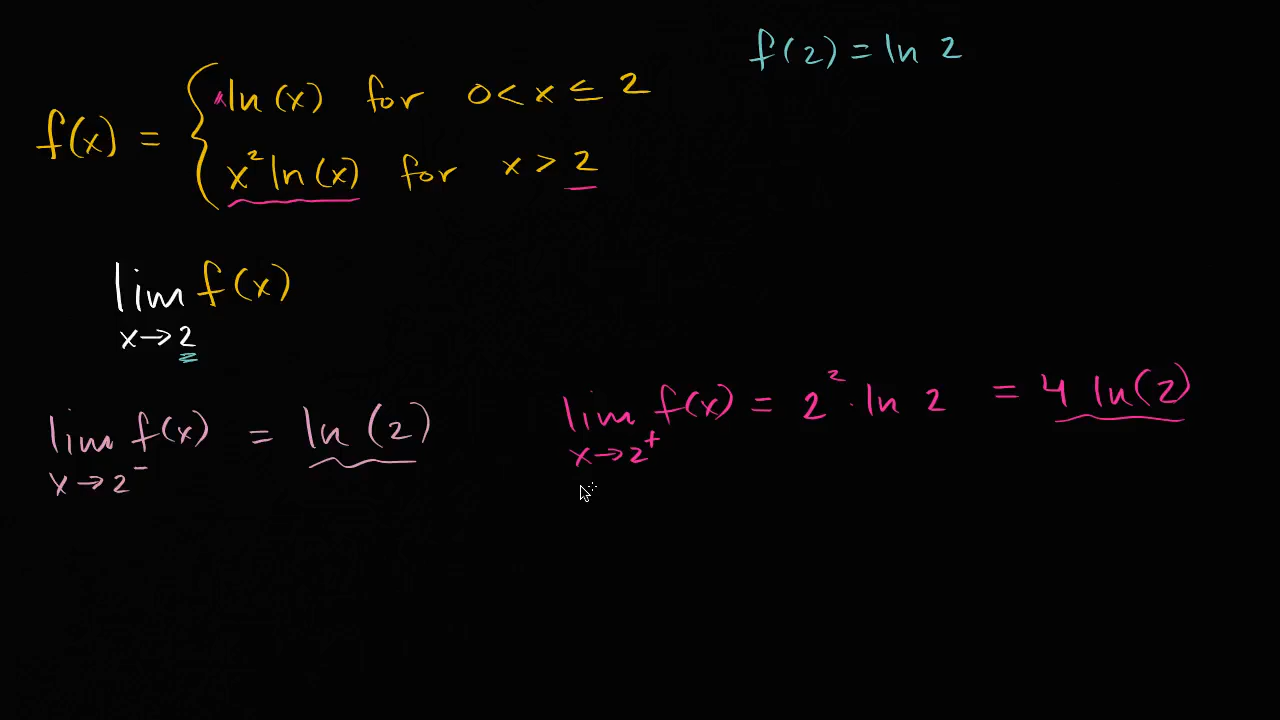 f(2) = ln 2
f(x) = { ln(x) for 0 < x ≤ 2
x² ln(x) for x > 2
lim f(x)
x→2
lim f(x) = ln(2)
x→2⁻
lim f(x) = 2² · ln 2 = 4 ln(2)
x→2⁺